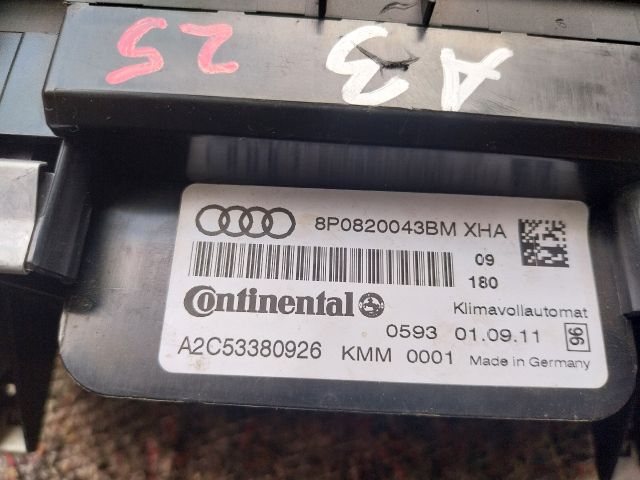 25 A3
8P0820043BM XHA
09
180
Continental
Klimavollautomat
0593 01.09.11 96
A2C53380926 KMM 0001 Made in Germany